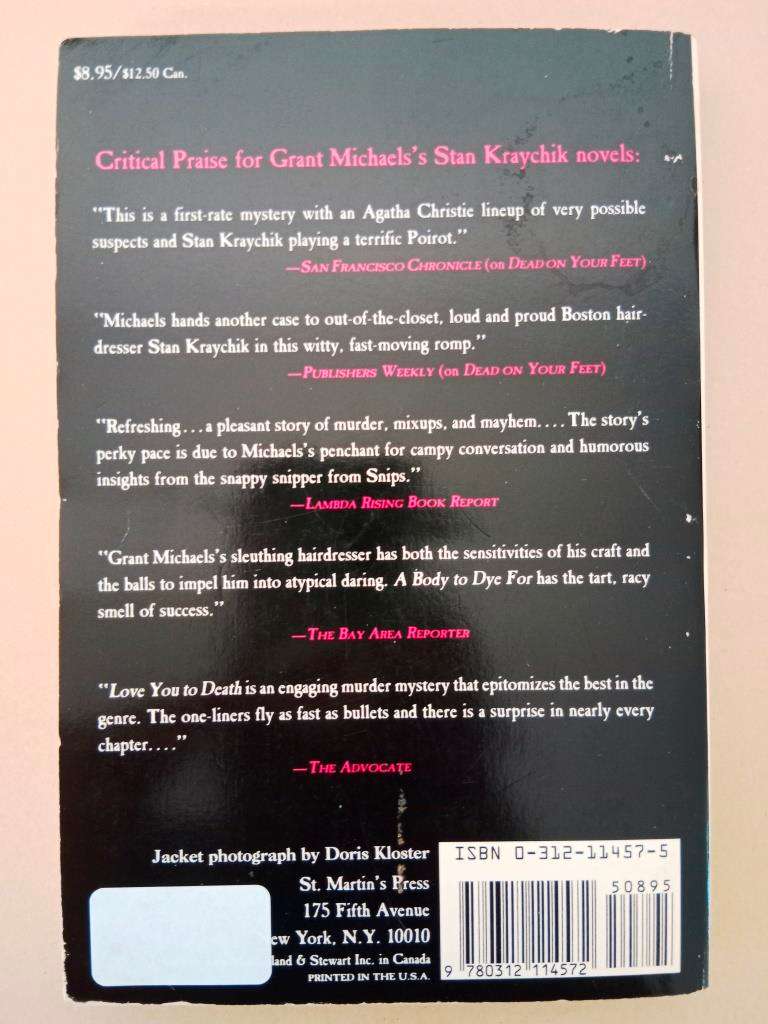 $8.95/$12.50 Can.
Critical Praise for Grant Michaels's Stan Kraychik novels:
"This is a first-rate mystery with an Agatha Christie lineup of very possible
suspects and Stan Kraychik playing a terrific Poirot."
—San Francisco Chronicle (on Dead on Your Feet)
"Michaels hands another case to out-of-the-closet, loud and proud Boston hair-
dresser Stan Kraychik in this witty, fast-moving romp."
—Publishers Weekly (on Dead on Your Feet)
"Refreshing...a pleasant story of murder, mixups, and mayhem.... The story's
perky pace is due to Michaels's penchant for campy conversation and humorous
insights from the snappy snipper from Snips."
—Lambda Rising Book Report
"Grant Michaels's sleuthing hairdresser has both the sensitivities of his craft and
the balls to impel him into atypical daring. A Body to Dye For has the tart, racy
smell of success."
—The Bay Area Reporter
"Love You to Death is an engaging murder mystery that epitomizes the best in the
genre. The one-liners fly as fast as bullets and there is a surprise in nearly every
chapter...."
—The Advocate
Jacket photograph by Doris Kloster
St. Martin's Press
175 Fifth Avenue
ew York, N.Y. 10010
land & Stewart Inc. in Canada
PRINTED IN THE U.S.A.
ISBN 0-312-11457-5
50895
9 780312 114572